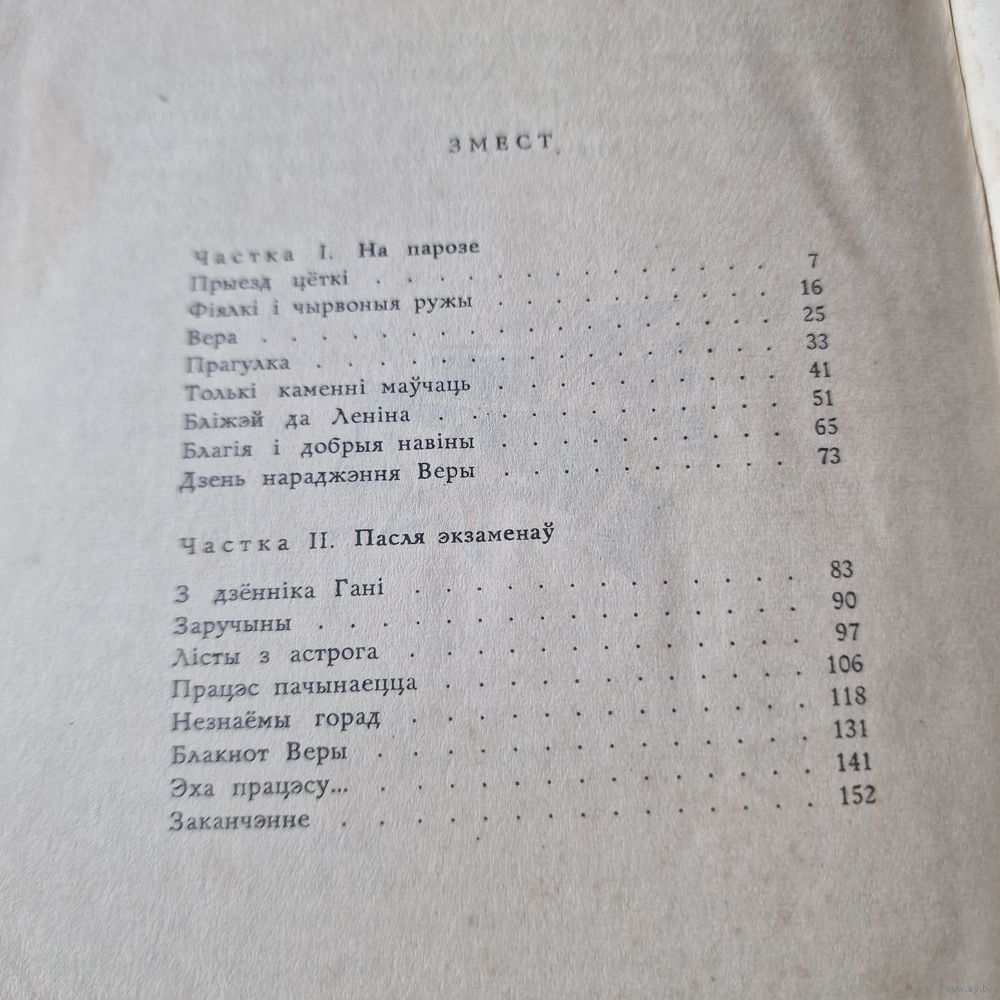 ЗМЕСТ
Частка I. На парозе
Прыезд цёткі . . . . . . . . . . . . . 7
Фіялкі і чырвоныя ружы . . . . . . . . . 16
Вера . . . . . . . . . . . . . . . . 25
Прагулка . . . . . . . . . . . . . . 33
Толькі каменні маўчаць . . . . . . . . . 41
Бліжэй да Леніна . . . . . . . . . . . 51
Благія і добрыя навіны . . . . . . . . . 65
Дзень нараджэння Веры . . . . . . . . . 73
Частка II. Пасля экзаменаў
З дзённіка Гані . . . . . . . . . . . . 83
Заручыны . . . . . . . . . . . . . . 90
Лісты з астрога . . . . . . . . . . . . 97
Працэс пачынаецца . . . . . . . . . . . 106
Незнаёмы горад . . . . . . . . . . . . 118
Блакнот Веры . . . . . . . . . . . . . 131
Эха працэсу... . . . . . . . . . . . . . 141
Заканчэнне . . . . . . . . . . . . . . 152
www.ay.by